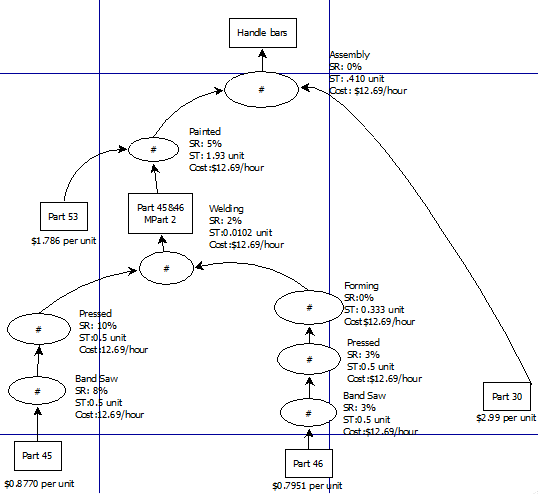 Handle bars
Assembly
SR: 0%
ST: .410 unit
Cost: $12.69/hour
#
Painted
SR: 5%
ST: 1.93 unit
Cost:$12.69/hour
#
Part 53
$1.786 per unit
Part 45&46
MPart 2
Welding
SR: 2%
ST:0.0102 unit
Cost:$12.69/hour
#
Forming
SR:0%
ST: 0.333 unit
Cost$12.69/hour
#
Pressed
SR: 10%
ST:0.5 unit
Cost:12.69/hour
#
Pressed
SR: 3%
ST:0.5 unit
Cost:$12.69/hour
#
Band Saw
SR: 8%
ST:0.5 unit
Cost:12.69/hour
#
Band Saw
SR: 3%
ST:0.5 unit
Cost:12.69/hour
#
Part 30
$2.99 per unit
Part 45
$0.8770 per unit
Part 46
$0.7951 per unit